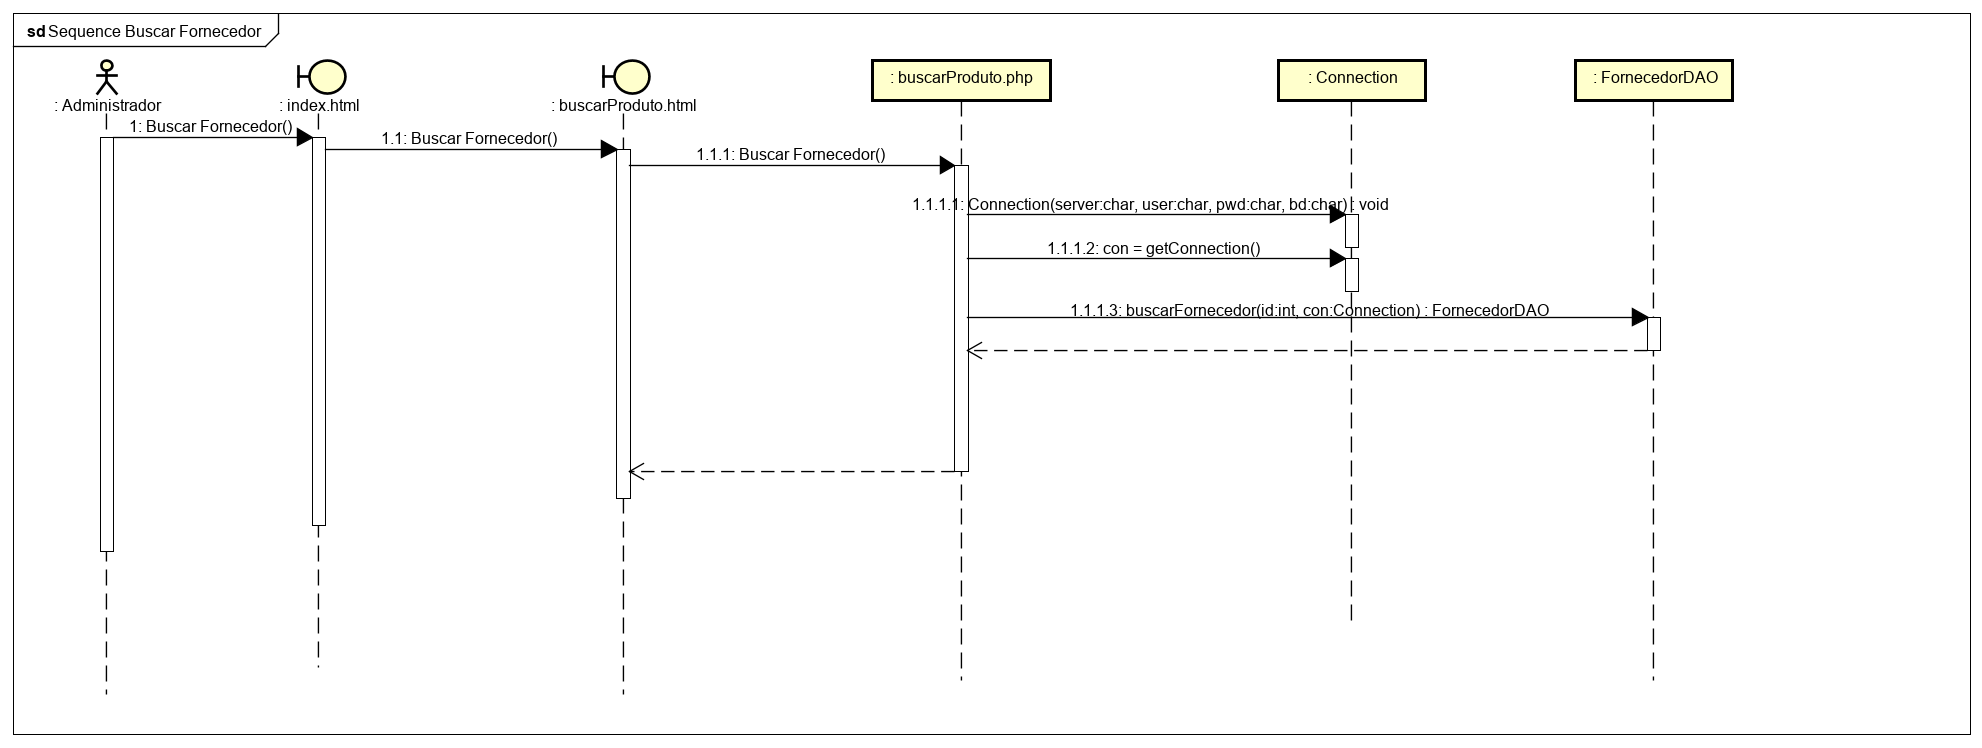 sd Sequence Buscar Fornecedor
: Administrador
: index.html
: buscarProduto.html
: buscarProduto.php
: Connection
: FornecedorDAO
1: Buscar Fornecedor()
1.1: Buscar Fornecedor()
1.1.1: Buscar Fornecedor()
1.1.1.1: Connection(server:char, user:char, pwd:char, bd:char) : void
1.1.1.2: con = getConnection()
1.1.1.3: buscarFornecedor(id:int, con:Connection) : FornecedorDAO